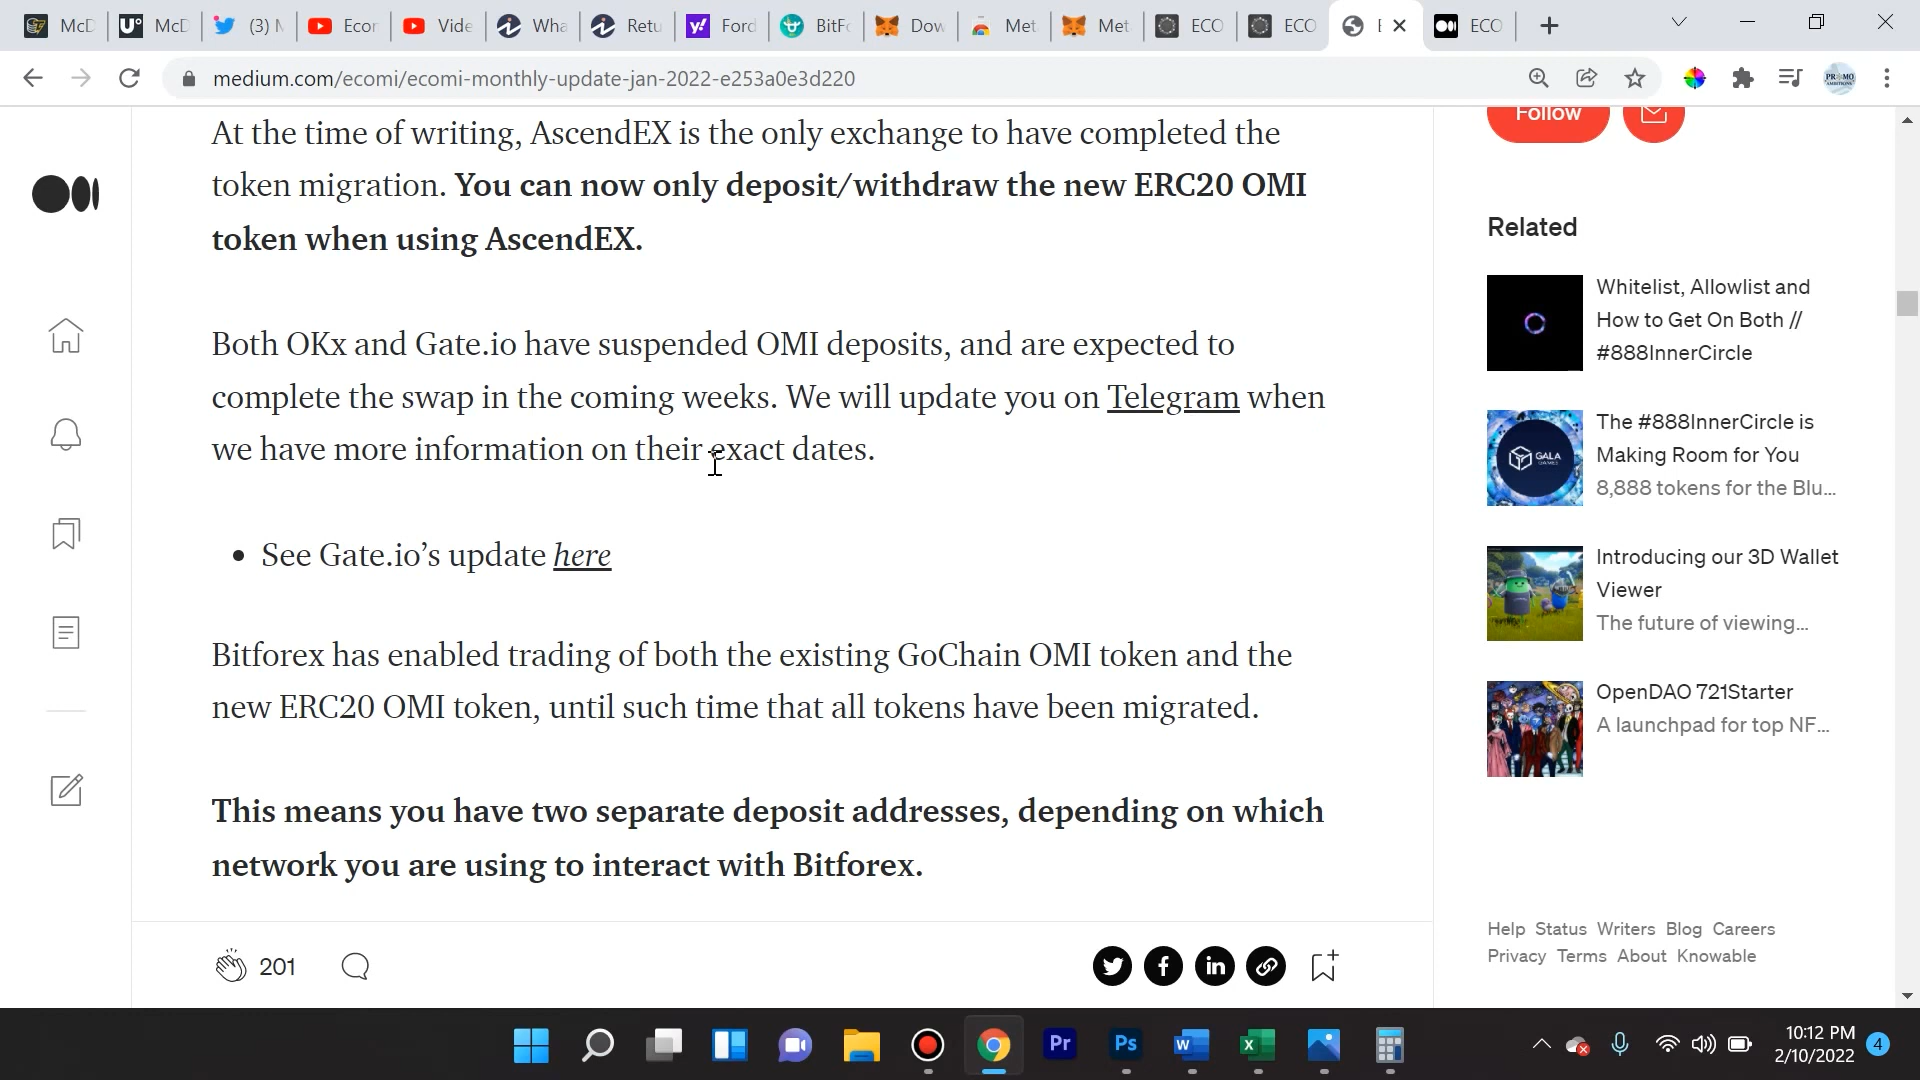 McD
McD
(3) M
Econ
Vide
Wha
Retu
Ford
BitFo
Dow
Met
Met
ECO
ECO
E
ECO
medium.com/ecomi/ecomi-monthly-update-jan-2022-e253a0e3d220
At the time of writing, AscendEX is the only exchange to have completed the
token migration. You can now only deposit/withdraw the new ERC20 OMI
token when using AscendEX.
Both OKx and Gate.io have suspended OMI deposits, and are expected to
complete the swap in the coming weeks. We will update you on Telegram when
we have more information on their exact dates.
• See Gate.io’s update here
Bitforex has enabled trading of both the existing GoChain OMI token and the
new ERC20 OMI token, until such time that all tokens have been migrated.
This means you have two separate deposit addresses, depending on which
network you are using to interact with Bitforex.
201
Follow
Related
Whitelist, Allowlist and
How to Get On Both //
#888InnerCircle
GALA
GAMES
The #888InnerCircle is
Making Room for You
8,888 tokens for the Blu...
Introducing our 3D Wallet
Viewer
The future of viewing...
OpenDAO 721Starter
A launchpad for top NF...
Help Status Writers Blog Careers
Privacy Terms About Knowable
Pr
Ps
10:12 PM
2/10/2022
4